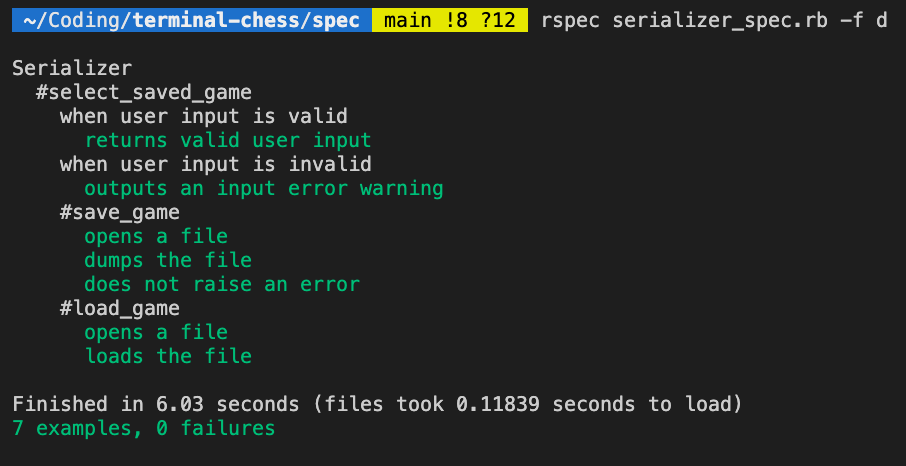 ~/Coding/terminal-chess/spec main !8 ?12 rspec serializer_spec.rb -f d
Serializer
#select_saved_game
when user input is valid
returns valid user input
when user input is invalid
outputs an input error warning
#save_game
opens a file
dumps the file
does not raise an error
#load_game
opens a file
loads the file
Finished in 6.03 seconds (files took 0.11839 seconds to load)
7 examples, 0 failures